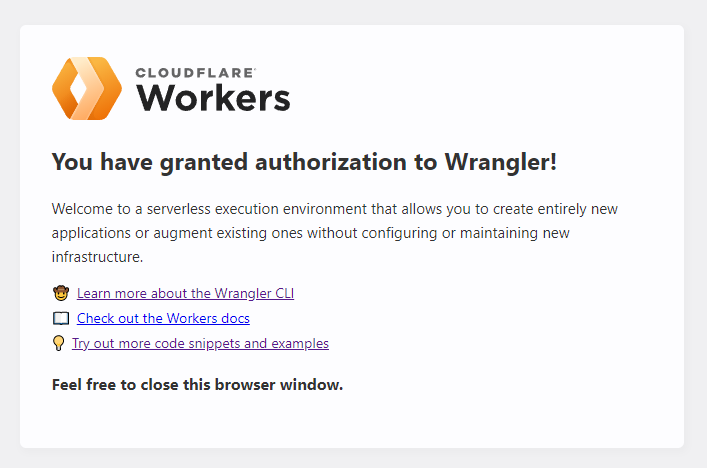 CLOUDFLARE
Workers
You have granted authorization to Wrangler!
Welcome to a serverless execution environment that allows you to create entirely new
applications or augment existing ones without configuring or maintaining new
infrastructure.
🤠 Learn more about the Wrangler CLI
📖 Check out the Workers docs
💡 Try out more code snippets and examples
Feel free to close this browser window.